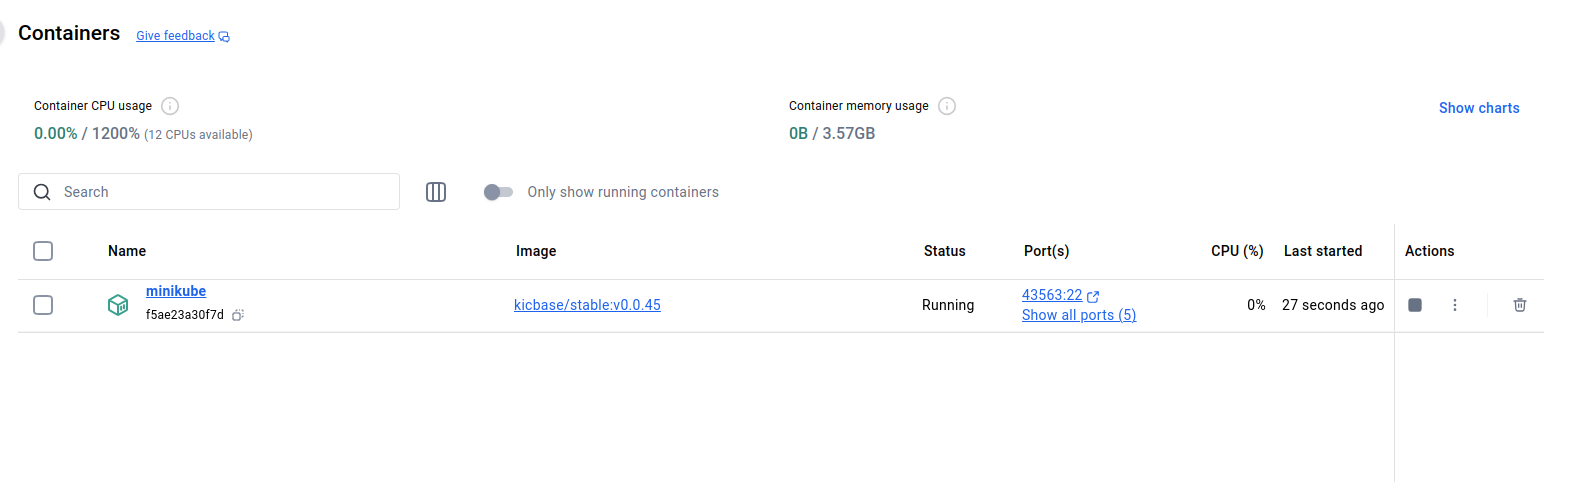 Containers Give feedback
Container CPU usage
0.00% / 1200% (12 CPUs available)
Container memory usage
0B / 3.57GB
Show charts
Search
Only show running containers
Name Image Status Port(s) CPU (%) Last started Actions
minikube
f5ae23a30f7d
kicbase/stable:v0.0.45
Running
43563:22
Show all ports (5)
0%
27 seconds ago